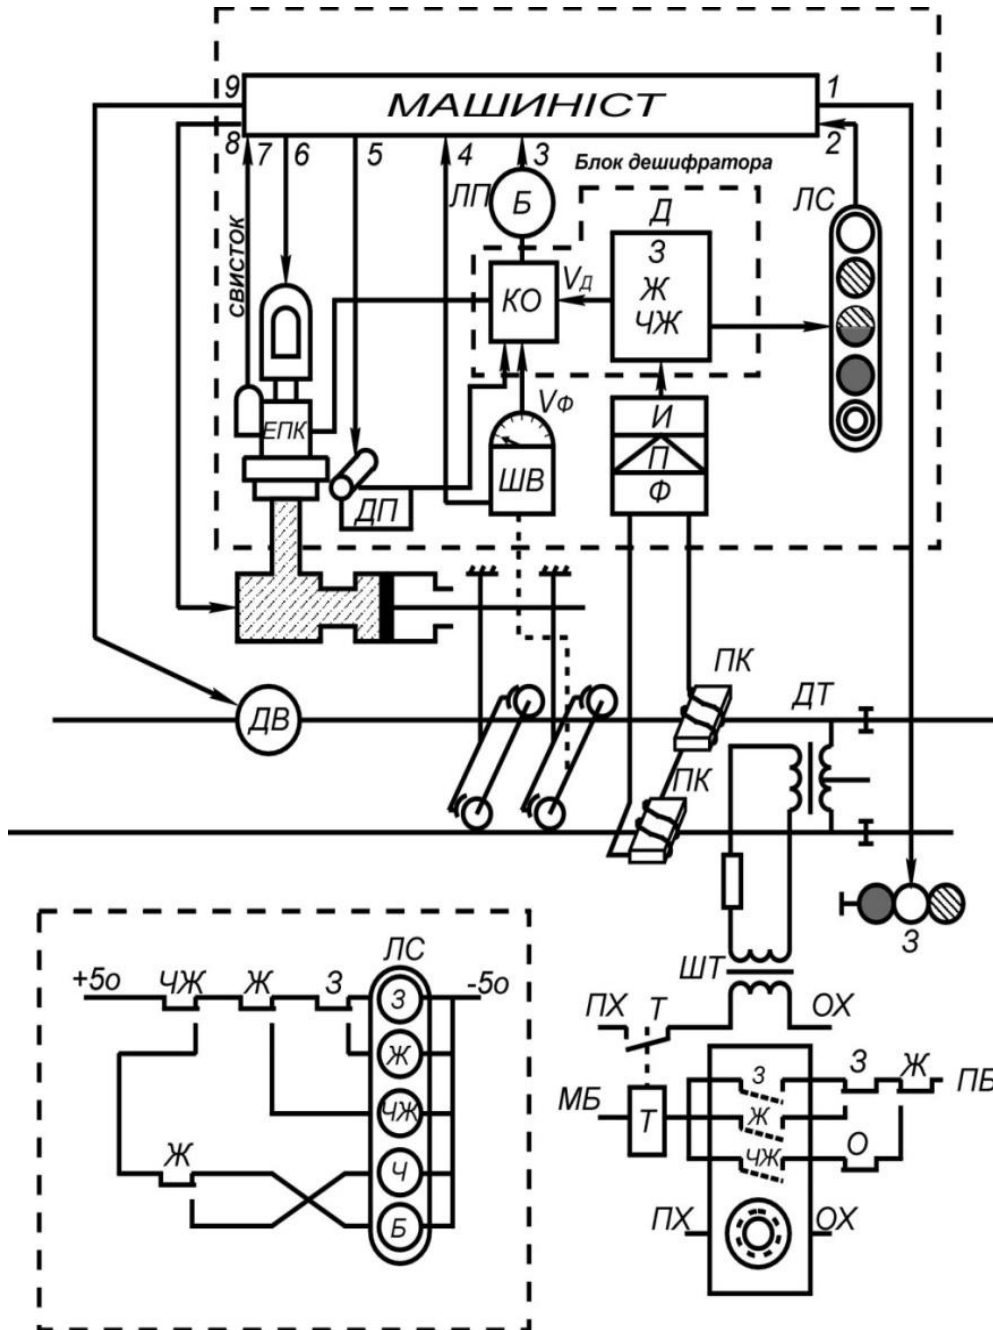 9
МАШИНІСТ
1
8
7
6
5
4
3
2
Блок дешифратора
ЛП
Б
Д
ЛС
СВИСТОК
З
Ж
ЧЖ
КО
Vд
Vф
ЕПК
И
П
Ф
ШВ
ДП
ПК
ДТ
ДВ
ПК
З
ЛС
+5о
ЧЖ
Ж
З
-5о
З
Ж
ЧЖ
Ж
Ч
Б
ШТ
ПХ
Т
ОХ
З
З
Ж
ПБ
МБ
Т
Ж
ЧЖ
О
ПХ
ОХ